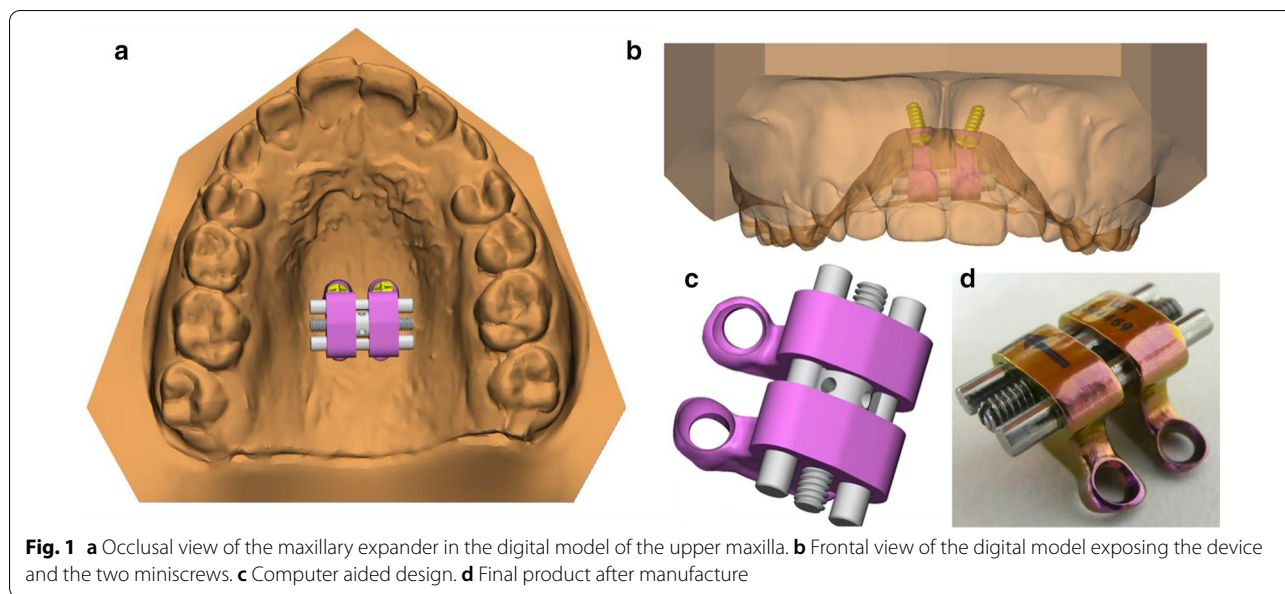 a
b
c
d
Fig. 1 a Occlusal view of the maxillary expander in the digital model of the upper maxilla. b Frontal view of the digital model exposing the device
and the two miniscrews. c Computer aided design. d Final product after manufacture